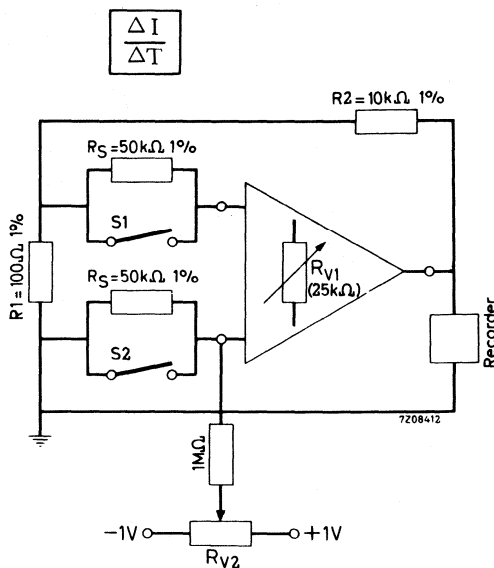 ΔI
ΔT
R2=10kΩ 1%
RS=50kΩ 1%
S1
R1=100Ω 1%
RS=50kΩ 1%
S2
RV1
(25kΩ)
Recorder
7Z08412
1MΩ
-1V
+1V
RV2